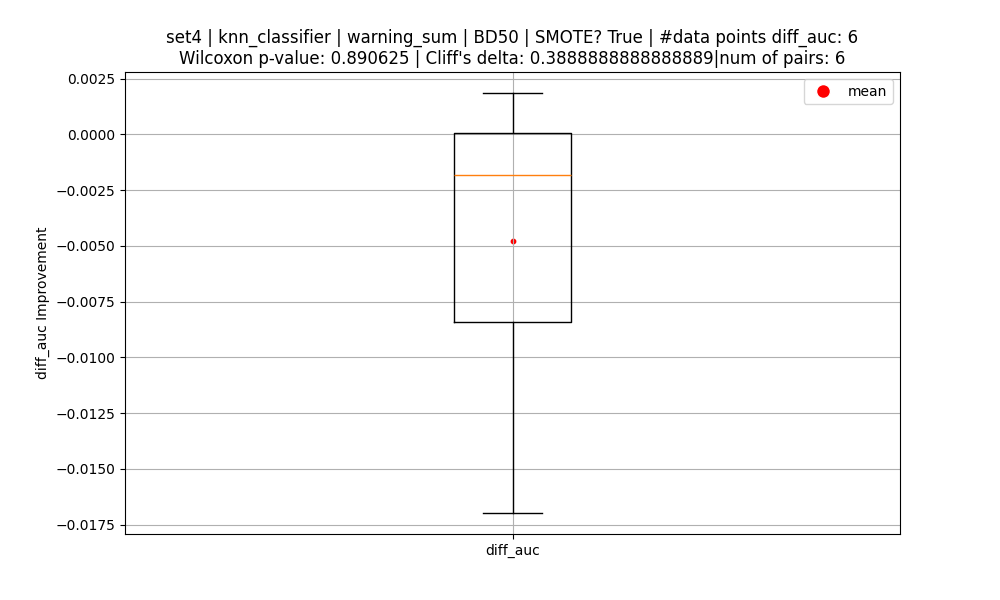 set4 | knn_classifier | warning_sum | BD50 | SMOTE? True | #data points diff_auc: 6
Wilcoxon p-value: 0.890625 | Cliff's delta: 0.3888888888888889|num of pairs: 6
mean
0.0025
0.0000
−0.0025
−0.0050
−0.0075
−0.0100
−0.0125
−0.0150
−0.0175
diff_auc Improvement
diff_auc